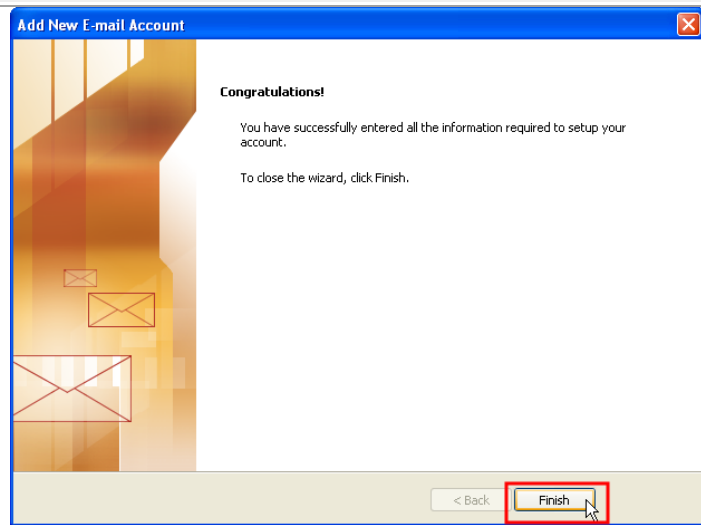 Add New E-mail Account
Congratulations!
You have successfully entered all the information required to setup your
account.
To close the wizard, click Finish.
< Back
Finish